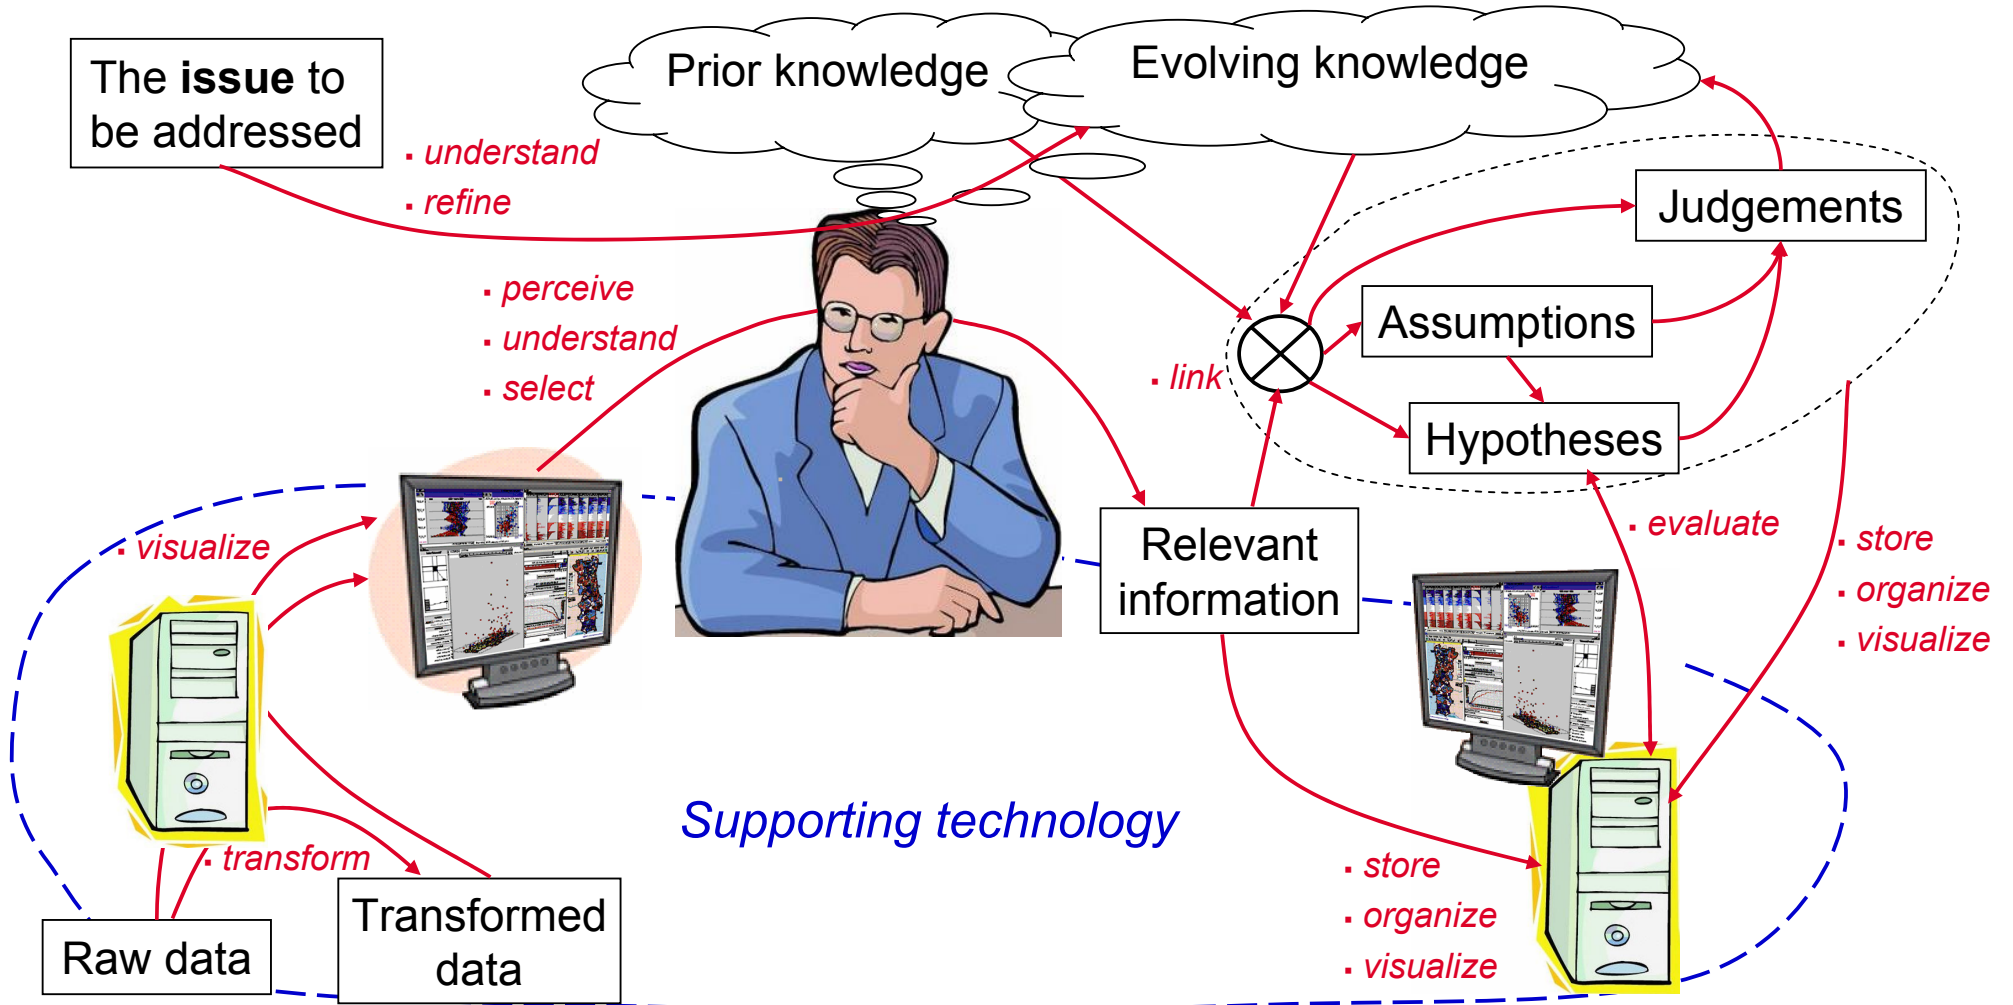 The issue to
be addressed
Prior knowledge
Evolving knowledge
▪ understand
▪ refine
Judgements
▪ perceive
▪ understand
▪ select
Assumptions
▪ link
Hypotheses
▪ visualize
Relevant
information
▪ evaluate
▪ store
▪ organize
▪ visualize
Supporting technology
▪ transform
▪ store
▪ organize
▪ visualize
Transformed
data
Raw data